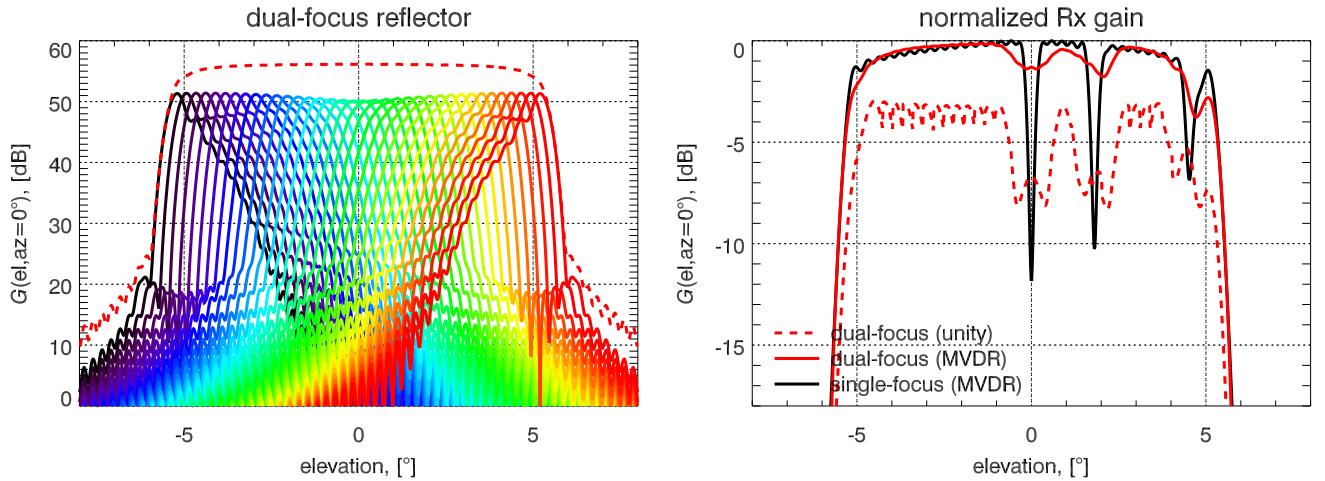 dual-focus reflector
60
50
40
30
20
10
0
G(el,az=0°), [dB]
-5 0 5
elevation, [°]
normalized Rx gain
0
-5
-10
-15
G(el,az=0°), [dB]
dual-focus (unity)
dual-focus (MVDR)
single-focus (MVDR)
-5 0 5
elevation, [°]